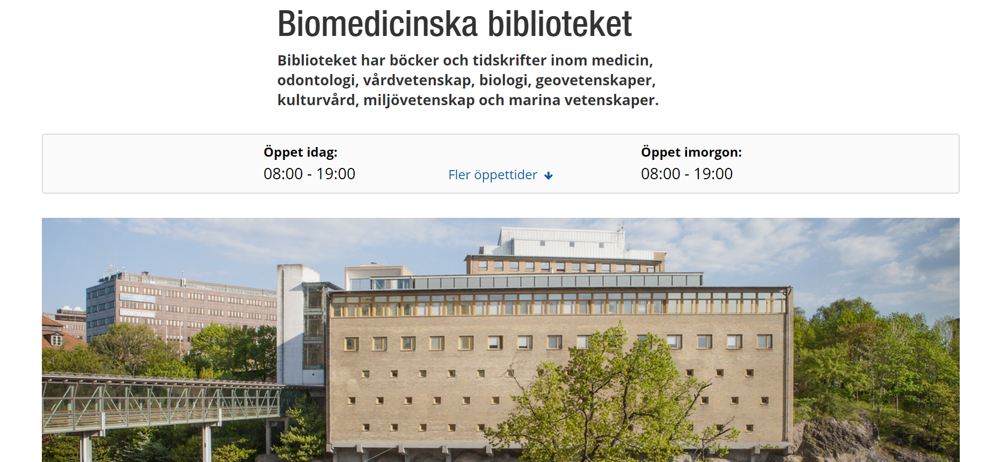 Biomedicinska biblioteket
Biblioteket har böcker och tidskrifter inom medicin,
odontologi, vårdvetenskap, biologi, geovetenskaper,
kulturvård, miljövetenskap och marina vetenskaper.
Öppet idag:
08:00 - 19:00
Fler öppettider
Öppet imorgon:
08:00 - 19:00
ODONTOLOGEN